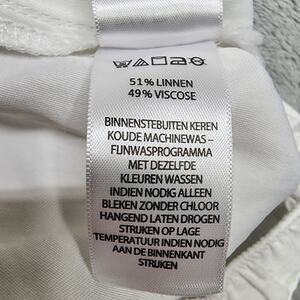 51% LINNEN
49% VISCOSE
BINNENSTEBUITEN KEREN
KOUDE MACHINEWAS –
FIJNWASPROGRAMMA
MET DEZELFDE
KLEUREN WASSEN
INDIEN NODIG ALLEEN
BLEKEN ZONDER CHLOOR
HANGEND LATEN DROGEN
STRIJKEN OP LAGE
TEMPERATUUR INDIEN NODIG
AAN DE BINNENKANT
STRIJKEN